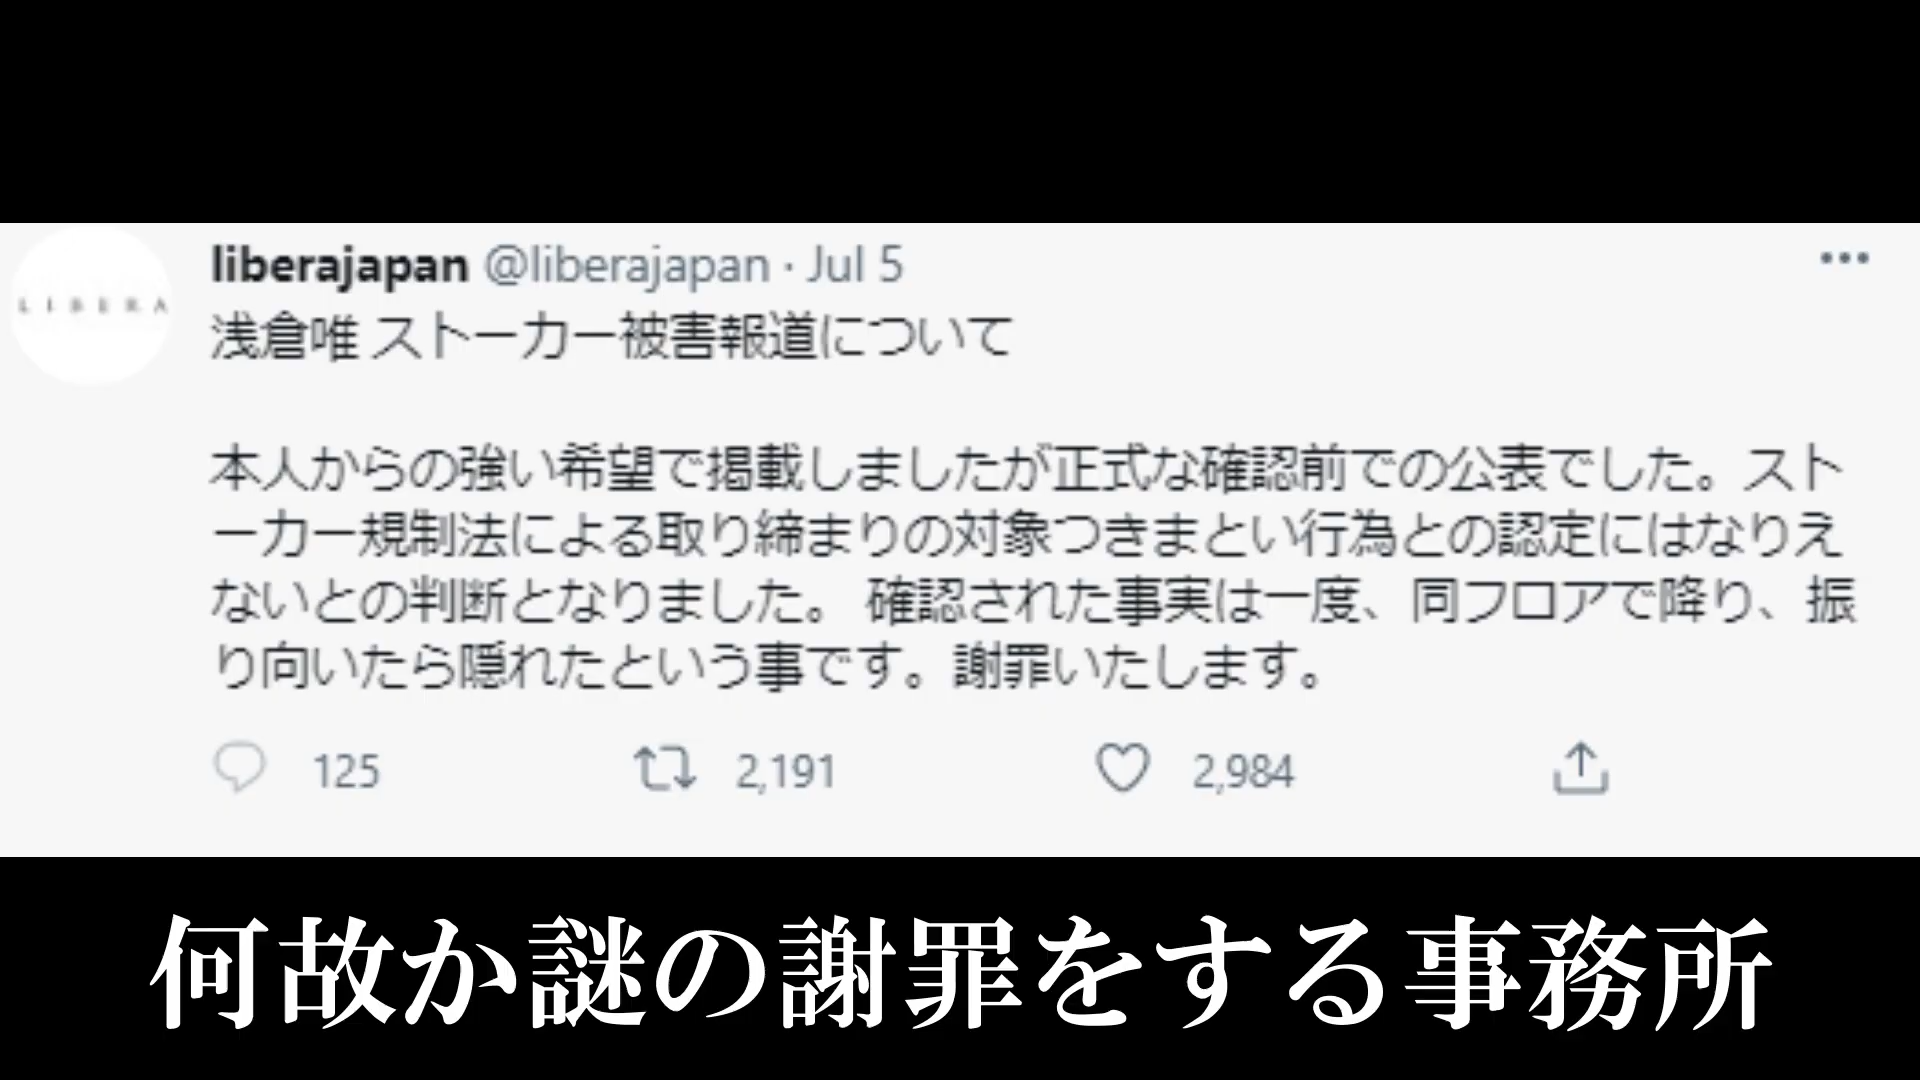 LIBERA
liberajapan @liberajapan · Jul 5
浅倉唯 ストーカー被害報道について
本人からの強い希望で掲載しましたが正式な確認前での公表でした。スト
ーカー規制法による取り締まりの対象つきまとい行為との認定にはなりえ
ないとの判断となりました。 確認された事実は一度、同フロアで降り、振
り向いたら隠れたという事です。謝罪いたします。
125 2,191 2,984
何故か謎の謝罪をする事務所